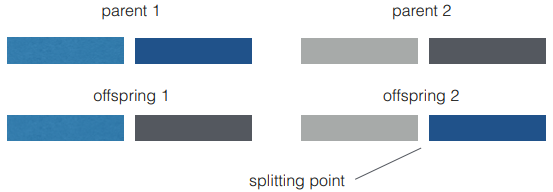 parent 1
parent 2
offspring 1
offspring 2
splitting point